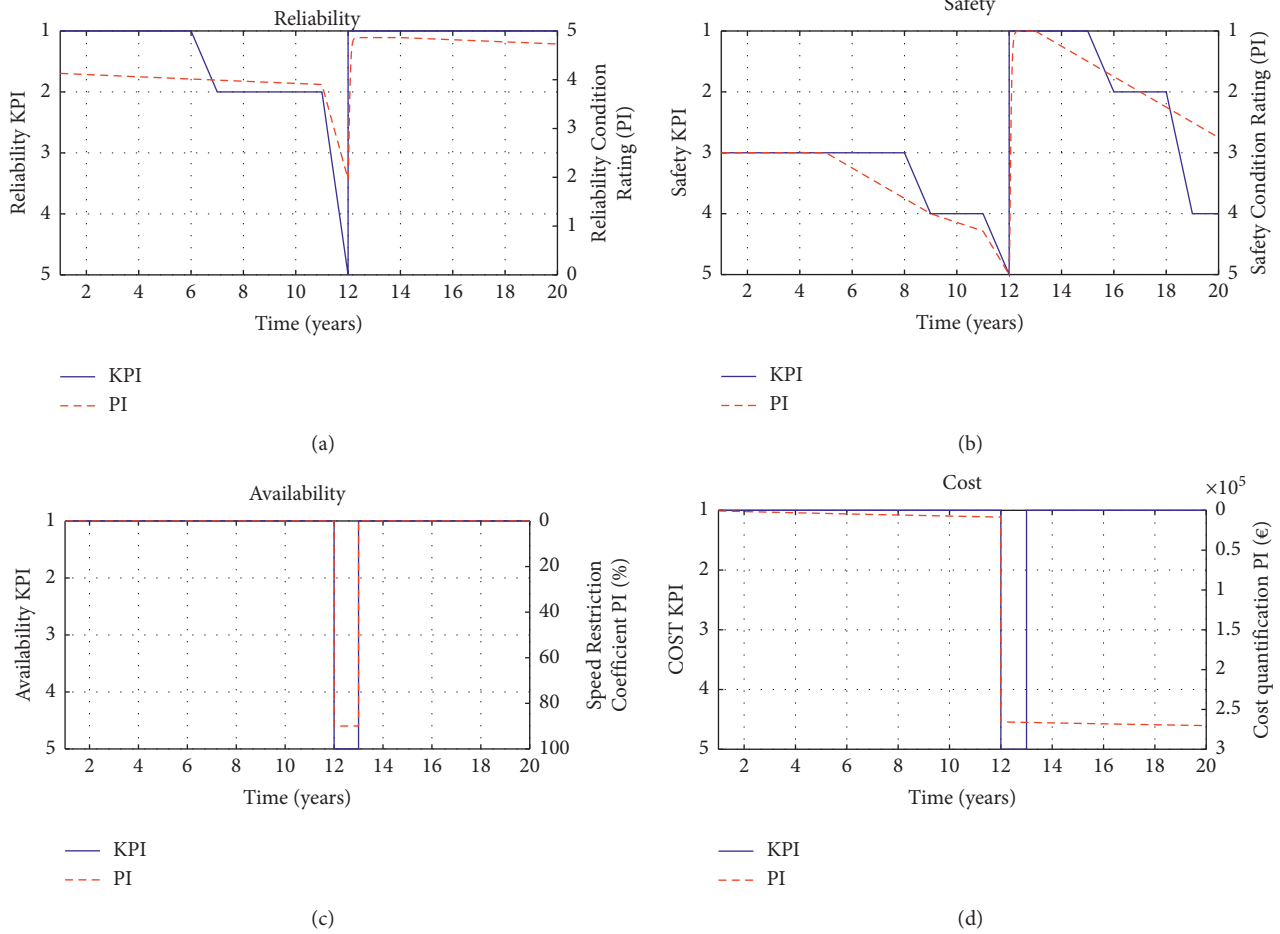 Reliability
1
2
3
4
5
Reliability KPI
5
4
3
2
1
0
Reliability Condition
Rating (PI)
2 4 6 8 10 12 14 16 18 20
Time (years)
KPI
PI
(a)
Safety
1
2
3
4
5
Safety KPI
1
2
3
4
5
Safety Condition Rating (PI)
2 4 6 8 10 12 14 16 18 20
Time (years)
KPI
PI
(b)
Availability
1
2
3
4
5
Availability KPI
0
20
40
60
80
100
Speed Restriction
Coefficient PI (%)
2 4 6 8 10 12 14 16 18 20
Time (years)
KPI
PI
(c)
Cost
×10⁵
1
2
3
4
5
COST KPI
0
0.5
1
1.5
2
2.5
3
Cost quantification PI (€)
2 4 6 8 10 12 14 16 18 20
Time (years)
KPI
PI
(d)